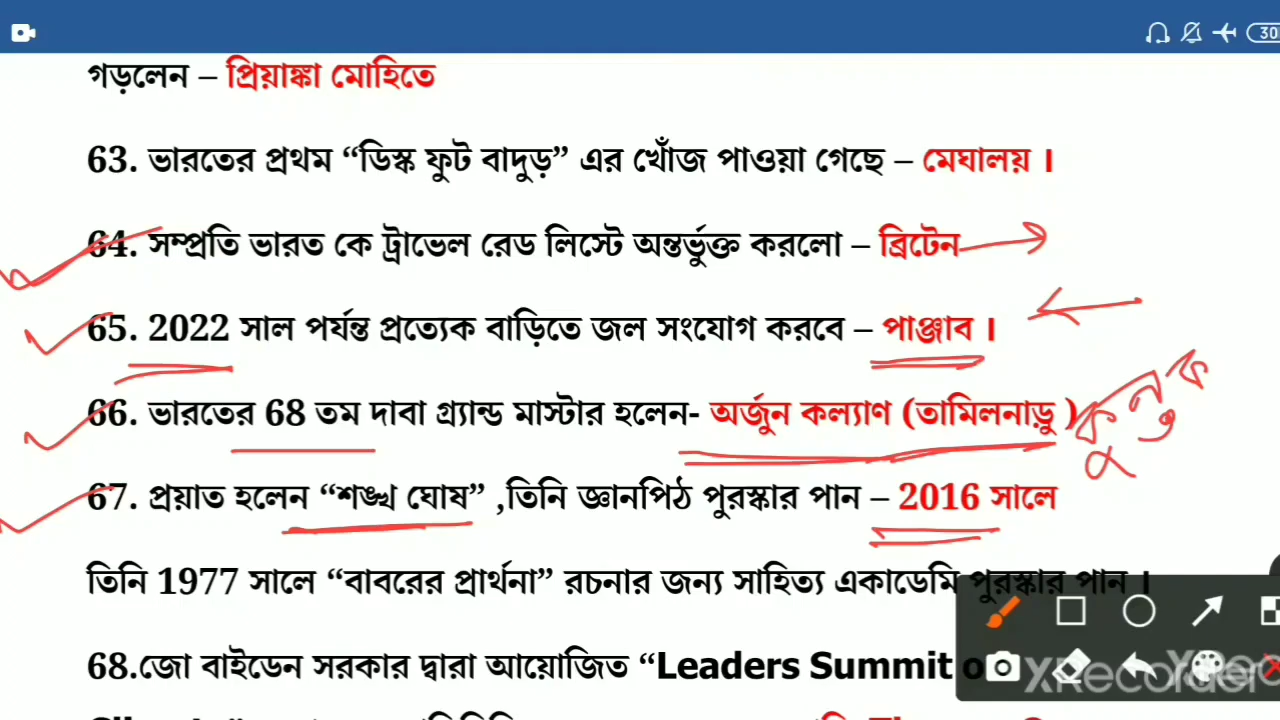 30
গড়লেন – প্রিয়াঙ্কা মোহিতে
63. ভারতের প্রথম “ডিস্ক ফুট বাদুড়” এর খোঁজ পাওয়া গেছে – মেঘালয় ।
64. সম্প্রতি ভারত কে ট্রাভেল রেড লিস্টে অন্তর্ভুক্ত করলো – ব্রিটেন
65. 2022 সাল পর্যন্ত প্রত্যেক বাড়িতে জল সংযোগ করবে – পাঞ্জাব ।
66. ভারতের 68 তম দাবা গ্র্যান্ড মাস্টার হলেন- অর্জুন কল্যাণ (তামিলনাড়ু )
67. প্রয়াত হলেন “শঙ্খ ঘোষ” ,তিনি জ্ঞানপিঠ পুরস্কার পান – 2016 সালে
তিনি 1977 সালে “বাবরের প্রার্থনা” রচনার জন্য সাহিত্য একাডেমি পুরস্কার পান ।
68.জো বাইডেন সরকার দ্বারা আয়োজিত “Leaders Summit o
XRecorder